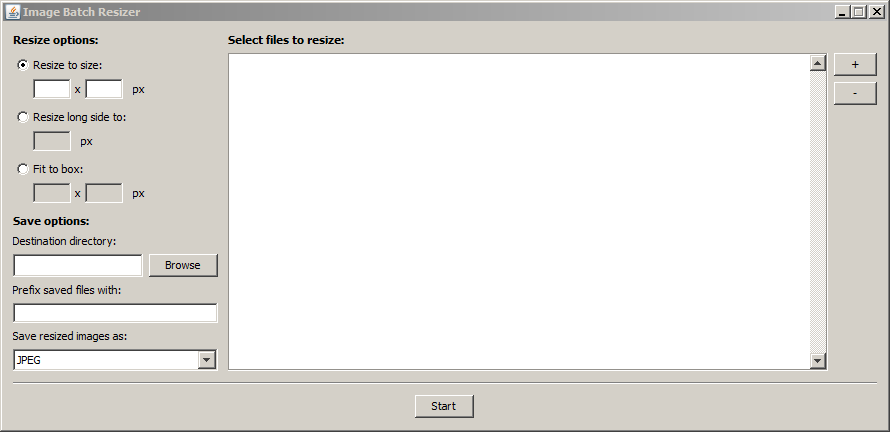 Image Batch Resizer
Resize options:
Resize to size:
x px
Resize long side to:
px
Fit to box:
x px
Save options:
Destination directory:
Browse
Prefix saved files with:
Save resized images as:
JPEG
Select files to resize:
+
-
Start